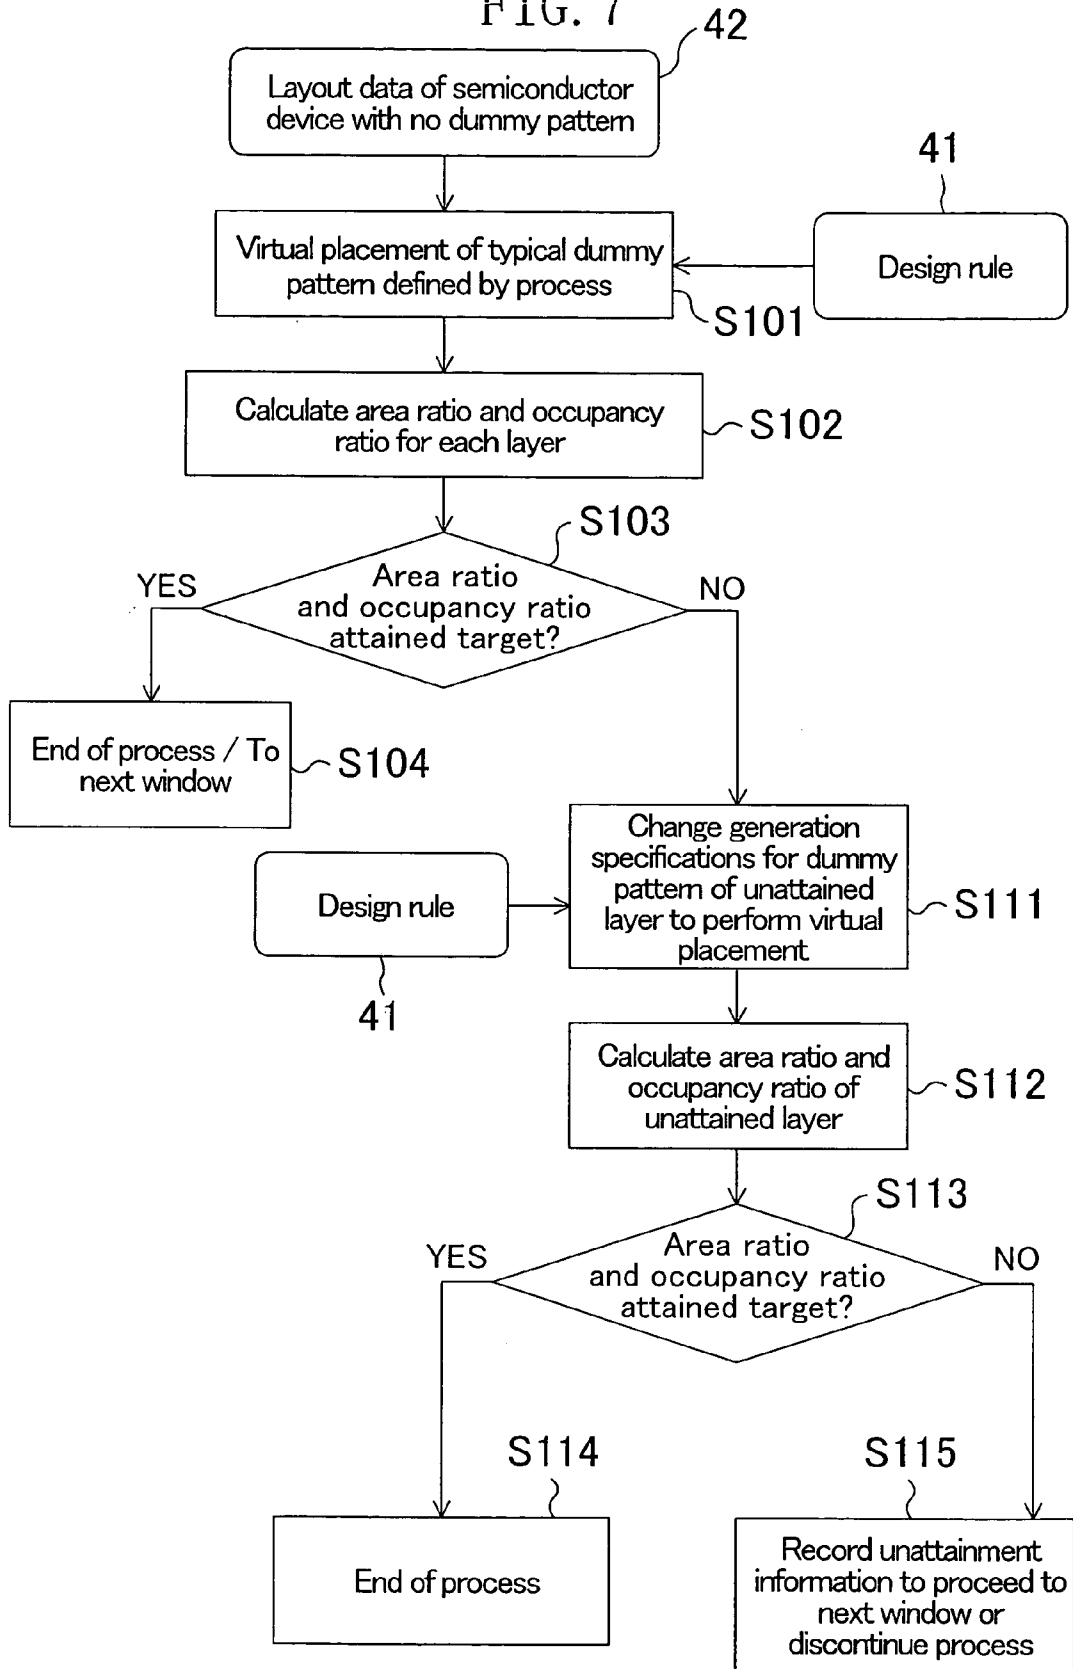 FIG. 7
42
Layout data of semiconductor
device with no dummy pattern
41
Virtual placement of typical dummy
pattern defined by process
Design rule
S101
Calculate area ratio and occupancy
ratio for each layer
S102
S103
YES
Area ratio
and occupancy ratio
attained target?
NO
End of process / To
next window
S104
Change generation
specifications for dummy
pattern of unattained
layer to perform virtual
placement
S111
Design rule
41
Calculate area ratio and
occupancy ratio of
unattained layer
S112
S113
YES
Area ratio
and occupancy ratio
attained target?
NO
S114
S115
End of process
Record unattainment
information to proceed to
next window or
discontinue process